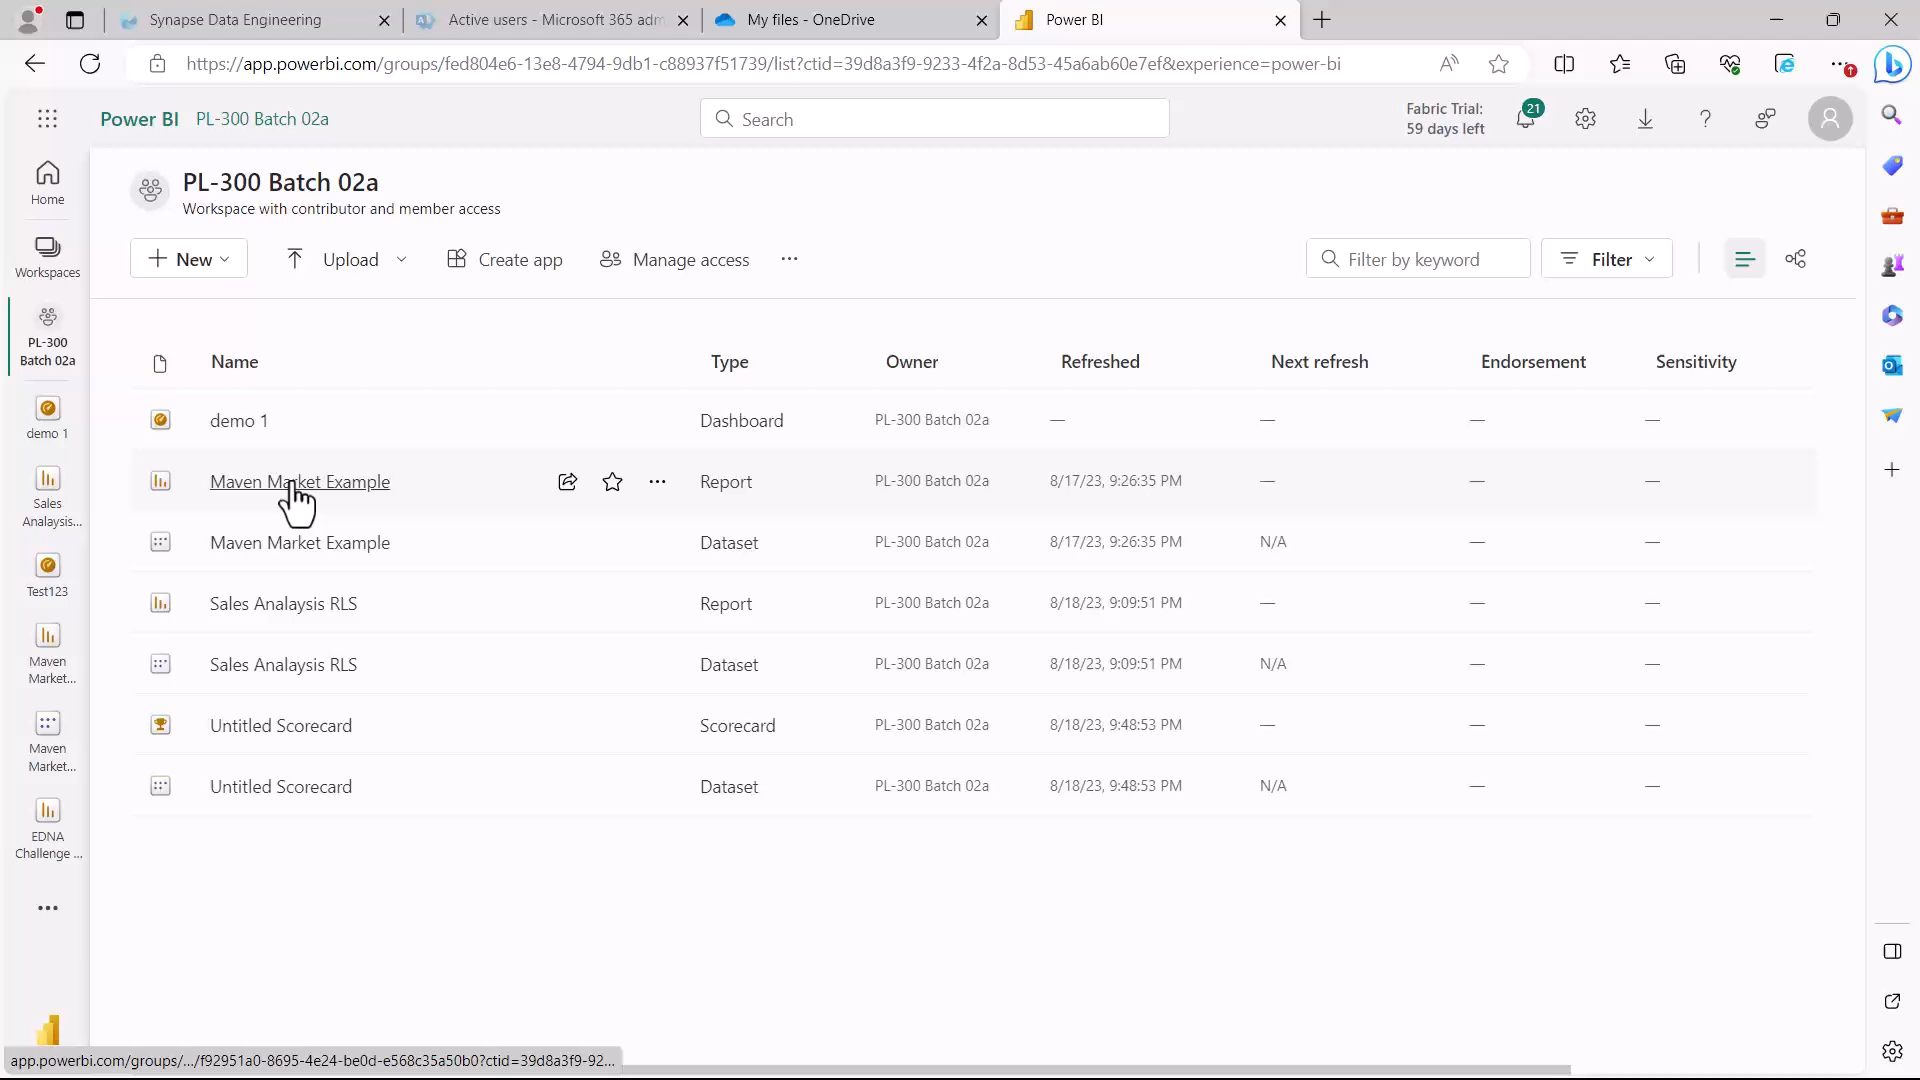 Synapse Data Engineering
Active users - Microsoft 365 adm
My files - OneDrive
Power BI
https://app.powerbi.com/groups/fed804e6-13e8-4794-9db1-c88937f51739/list?ctid=39d8a3f9-9233-4f2a-8d53-45a6ab60e7ef&experience=power-bi
Power BI PL-300 Batch 02a
Search
Fabric Trial:
59 days left
21
Home
Workspaces
PL-300
Batch 02a
demo 1
Sales
Analaysis...
Test123
Maven
Market...
Maven
Market...
EDNA
Challenge ...
PL-300 Batch 02a
Workspace with contributor and member access
New
Upload
Create app
Manage access
Filter by keyword
Filter
Name Type Owner Refreshed Next refresh Endorsement Sensitivity
demo 1 Dashboard PL-300 Batch 02a — — — —
Maven Market Example Report PL-300 Batch 02a 8/17/23, 9:26:35 PM — — —
Maven Market Example Dataset PL-300 Batch 02a 8/17/23, 9:26:35 PM N/A — —
Sales Analaysis RLS Report PL-300 Batch 02a 8/18/23, 9:09:51 PM — — —
Sales Analaysis RLS Dataset PL-300 Batch 02a 8/18/23, 9:09:51 PM N/A — —
Untitled Scorecard Scorecard PL-300 Batch 02a 8/18/23, 9:48:53 PM — — —
Untitled Scorecard Dataset PL-300 Batch 02a 8/18/23, 9:48:53 PM N/A — —
app.powerbi.com/groups/.../f92951a0-8695-4e24-be0d-e568c35a50b0?ctid=39d8a3f9-92...